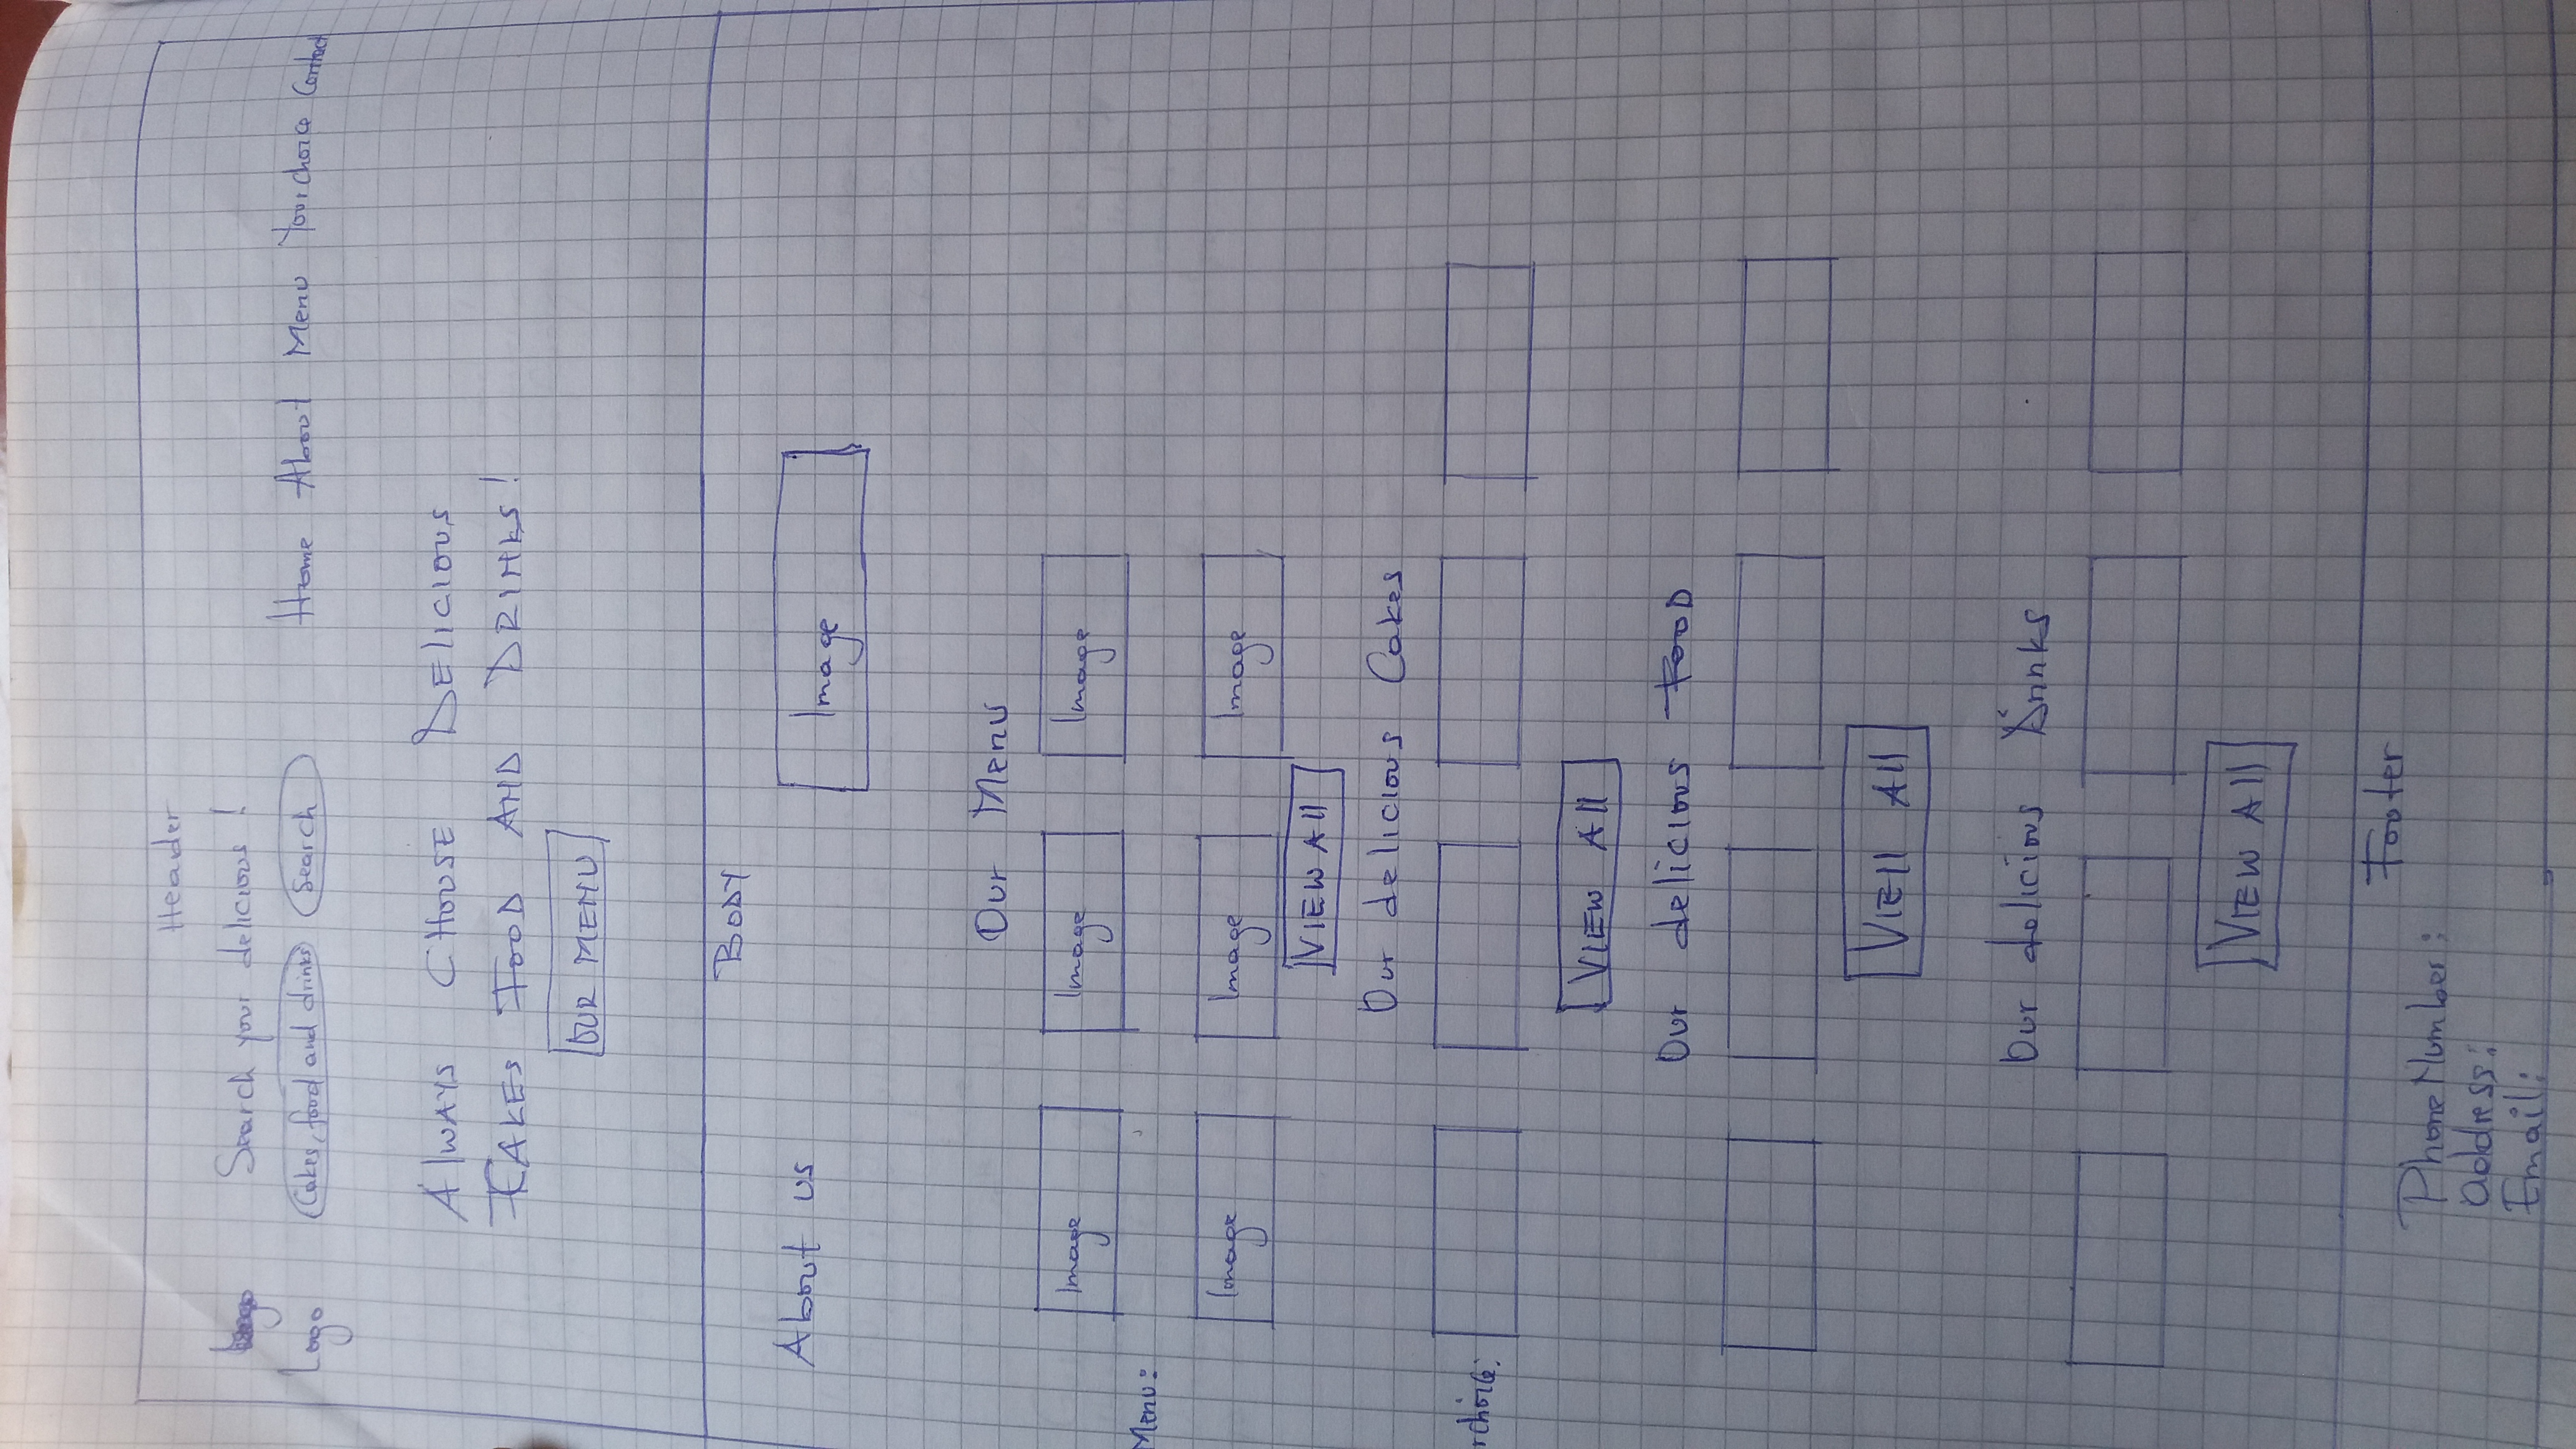 Header
Search your delicious !
Logo Cakes, food and drinks Search Home About Menu Your choice Contact
AlWAYS CHOUSE DELICIOUS
CAKES FOOD AND DRINKS!
OUR MENU
BODY
About us Image
Our Menu
Image Image Image
Menu:
Image Image Image
VIEW All
Our delicious Cakes
rchoice:
VIEW All
Our delicious FOOD
VIEll All
Our delicious Drinks
VIEW All
Footer
Phone Number:
address:
Email: